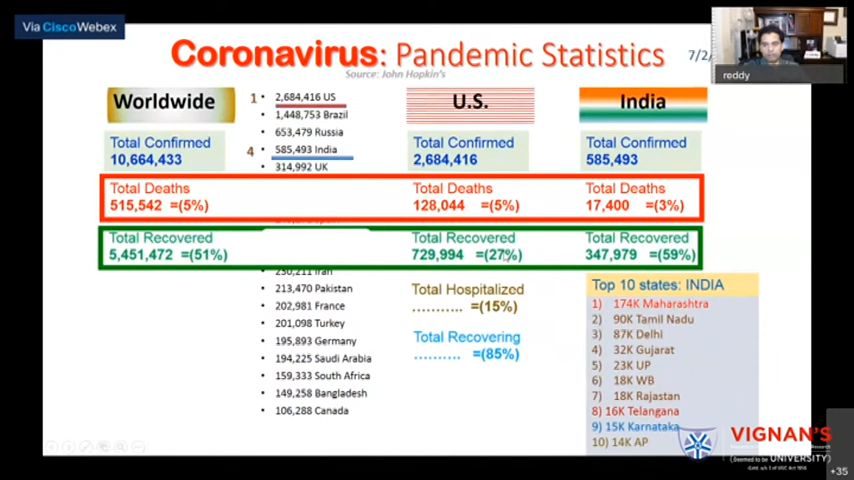 Via CiscoWebex
Coronavirus: Pandemic Statistics
7/2/
Source: John Hopkin's
reddy
Worldwide
Total Confirmed
10,664,433
Total Deaths
515,542 =(5%)
Total Recovered
5,451,472 =(51%)
1 • 2,684,416 US
• 1,448,753 Brazil
• 653,479 Russia
4 • 585,493 India
• 314,992 UK
• 230,211 Iran
• 213,470 Pakistan
• 202,981 France
• 201,098 Turkey
• 195,893 Germany
• 194,225 Saudi Arabia
• 159,333 South Africa
• 149,258 Bangladesh
• 106,288 Canada
U.S.
Total Confirmed
2,684,416
Total Deaths
128,044 =(5%)
Total Recovered
729,994 =(27%)
Total Hospitalized
........... =(15%)
Total Recovering
.......... =(85%)
India
Total Confirmed
585,493
Total Deaths
17,400 =(3%)
Total Recovered
347,979 =(59%)
Top 10 states: INDIA
1) 174K Maharashtra
2) 90K Tamil Nadu
3) 87K Delhi
4) 32K Gujarat
5) 23K UP
6) 18K WB
7) 18K Rajastan
8) 16K Telangana
9) 15K Karnataka
10) 14K AP
VIGNAN'S
(Deemed to be UNIVERSITY)
+35